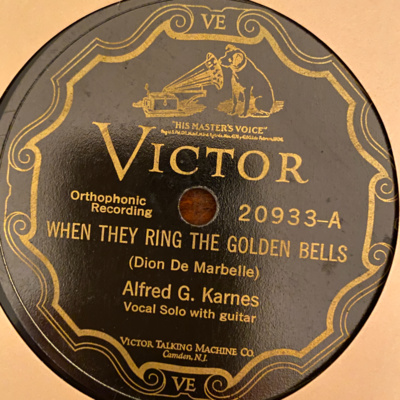 VE
"HIS MASTER'S VOICE"
VICTOR
Orthophonic
Recording
20933-A
WHEN THEY RING THE GOLDEN BELLS
(Dion De Marbelle)
Alfred G. Karnes
Vocal Solo with guitar
VICTOR TALKING MACHINE CO.
Camden, N.J.
VE